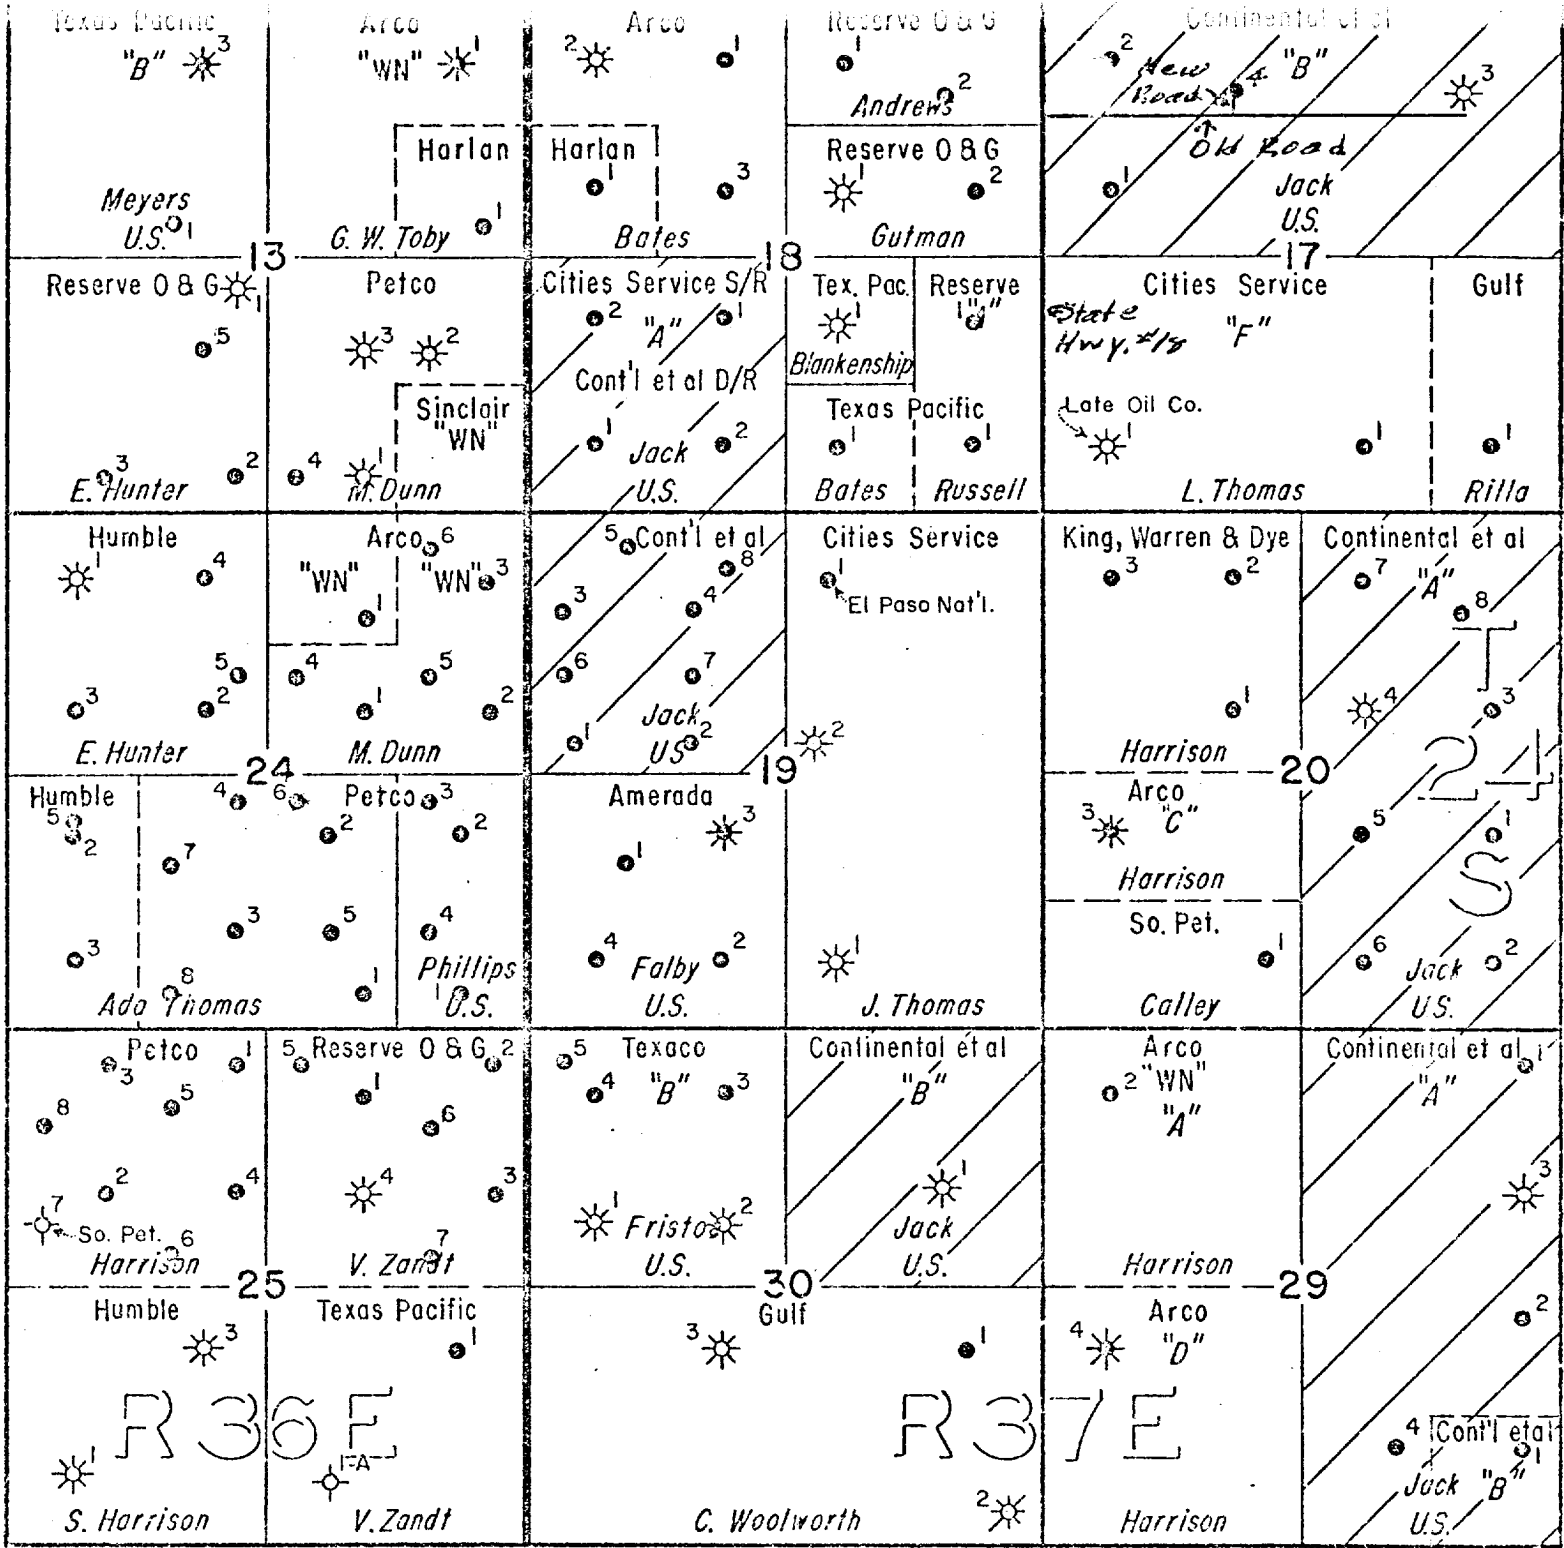 Texas Pacific
"B" 3
Meyers
U.S. 1
Arco
"WN" 1
Harlan
1
G. W. Toby
13
Arco
2 1
Harlan
1 3
Bates
Reserve O & G
1
2
Andrews
Reserve O & G
1 2
Gutman
18
Continental et al
2 "B" 3
New
Road 4
Old Road
1
Jack
U.S.
17
Reserve O & G
1
5
3 2
E. Hunter
Petco
3 2
Sinclair
"WN"
4 1
M. Dunn
Cities Service S/R
2 "A" 1
Cont'l et al D/R
1 2
Jack
U.S.
Tex. Pac.
1
Blankenship
Reserve
1
Texas Pacific
1 1
Bates
Russell
Cities Service
State
Hwy. #18
"F"
Late Oil Co.
1 1
L. Thomas
Gulf
1
Rilla
Humble
1 4
5
3 2
E. Hunter
Arco
6
"WN" "WN" 3
1
4 5
1 2
M. Dunn
24
5 Cont'l et al
8
3 4
6 7
1 Jack 2
US
Cities Service
1
El Paso Nat'l.
2
19
King, Warren & Dye
3 2
1
Harrison
Continental et al
7 "A"
8
T
4 3
24
20
Humble
5
2
3
4
7
3
8
Ada Thomas
6 Petco 3
2 2
5 4
1
Phillips
1 U.S.
Amerada
3
1
4 2
Falby
U.S.
1
J. Thomas
Arco
3 "C"
Harrison
So. Pet.
1
Calley
5 1
S
6 2
Jack
U.S.
Petco
3 1
5
8
2 4
7
So. Pet.
6
Harrison
5 Reserve O & G 2
1
6
4 3
7
V. Zandt
25
5 Texaco
4 "B" 3
1 2
Fristoe
U.S.
Continental et al
"B"
1
Jack
U.S.
30
Arco
2 "WN"
"A"
Harrison
29
Continental et al 1
"A"
3
2
Humble
3
1
S. Harrison
Texas Pacific
1
1-A
V. Zandt
R 36 E
Gulf
3 1
2
C. Woolworth
R 37 E
Arco
4 "D"
Harrison
4 Cont'l et al
1
Jack "B"
U.S.